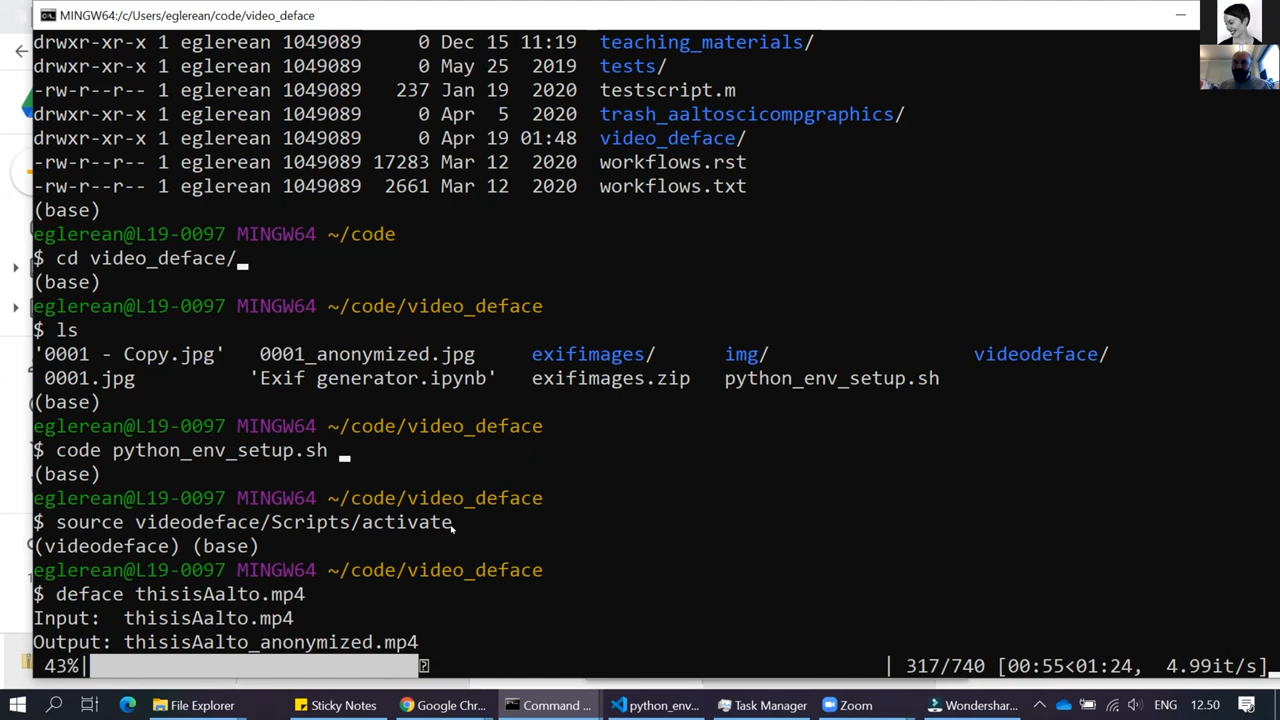 MINGW64:/c/Users/eglerean/code/video_deface
drwxr-xr-x 1 eglerean 1049089 0 Dec 15 11:19 teaching_materials/
drwxr-xr-x 1 eglerean 1049089 0 May 25 2019 tests/
-rw-r--r-- 1 eglerean 1049089 237 Jan 19 2020 testscript.m
drwxr-xr-x 1 eglerean 1049089 0 Apr 5 2020 trash_aaltoscicompgraphics/
drwxr-xr-x 1 eglerean 1049089 0 Apr 19 01:48 video_deface/
-rw-r--r-- 1 eglerean 1049089 17283 Mar 12 2020 workflows.rst
-rw-r--r-- 1 eglerean 1049089 2661 Mar 12 2020 workflows.txt
(base)
eglerean@L19-0097 MINGW64 ~/code
$ cd video_deface/
(base)
eglerean@L19-0097 MINGW64 ~/code/video_deface
$ ls
'0001 - Copy.jpg' 0001_anonymized.jpg exifimages/ img/ videodeface/
0001.jpg 'Exif generator.ipynb' exifimages.zip python_env_setup.sh
(base)
eglerean@L19-0097 MINGW64 ~/code/video_deface
$ code python_env_setup.sh
(base)
eglerean@L19-0097 MINGW64 ~/code/video_deface
$ source videodeface/Scripts/activate
(videodeface) (base)
eglerean@L19-0097 MINGW64 ~/code/video_deface
$ deface thisisAalto.mp4
Input: thisisAalto.mp4
Output: thisisAalto_anonymized.mp4
43%| | 317/740 [00:55<01:24, 4.99it/s]
File Explorer Sticky Notes Google Chr... Command ... python_env... Task Manager Zoom Wondershar... ENG 12.50